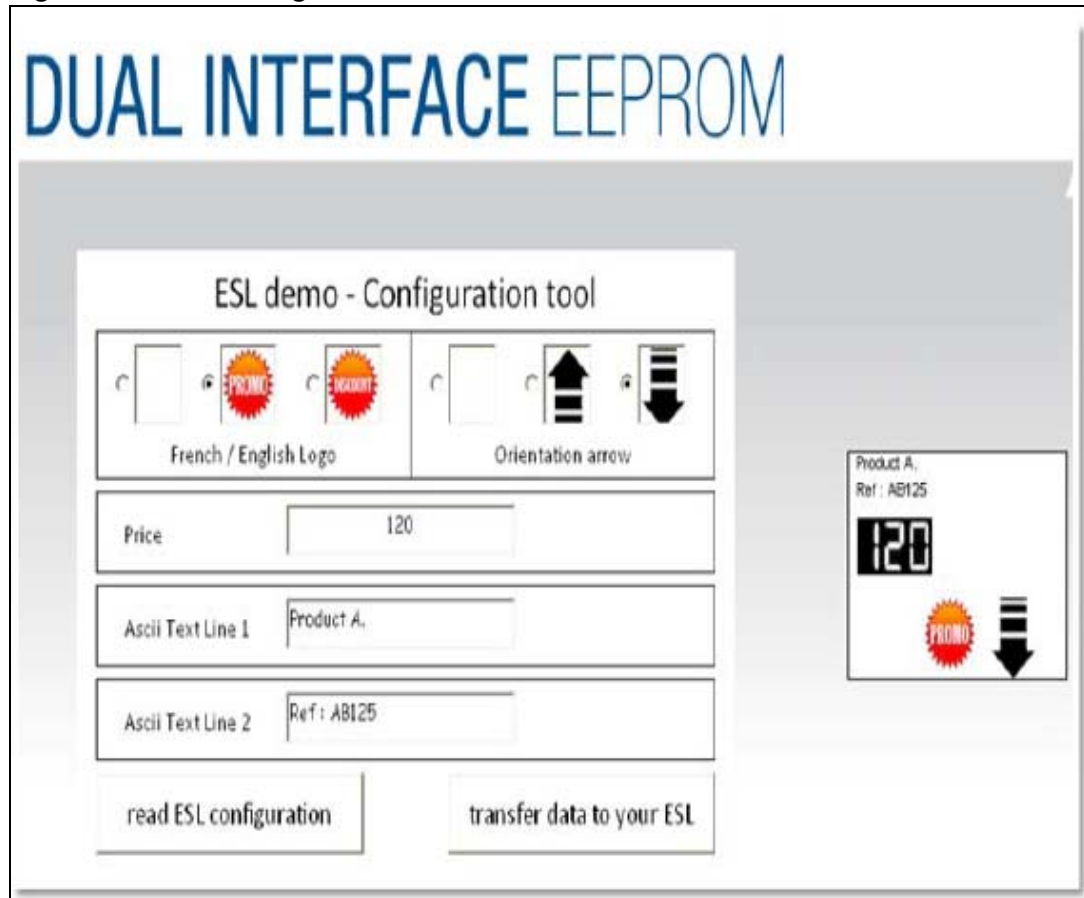 DUAL INTERFACE EEPROM
ESL demo - Configuration tool
PROMO
DISCOUNT
French / English Logo
Orientation arrow
Price
120
Ascii Text Line 1
Product A.
Ascii Text Line 2
Ref : AB125
read ESL configuration
transfer data to your ESL
Product A.
Ref : AB125
120
PROMO